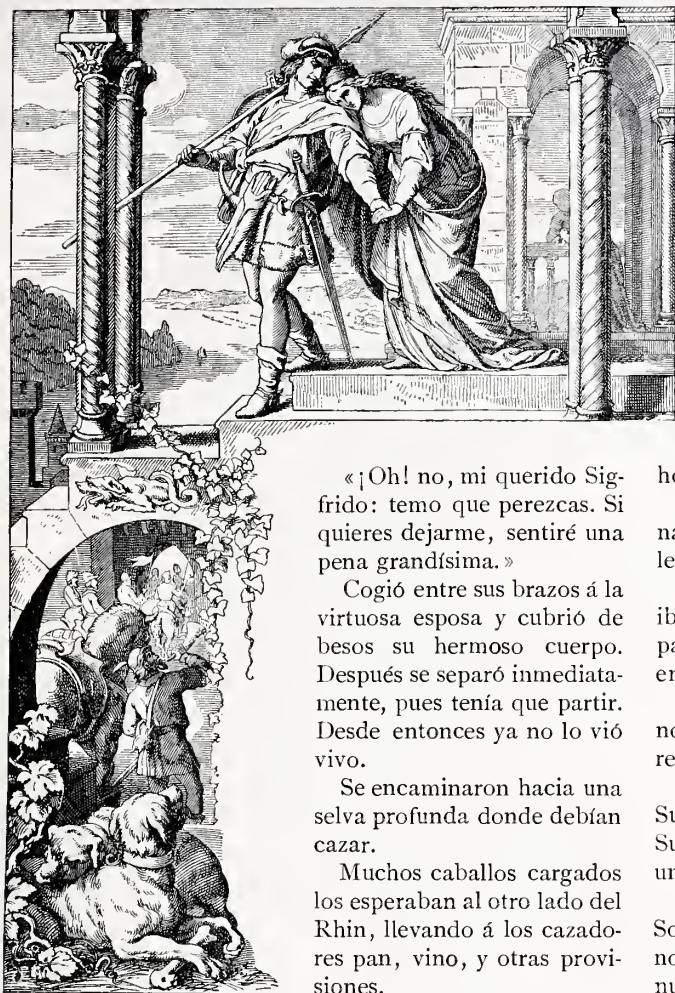 «¡Oh! no, mi querido Sig-
frido: temo que perezcas. Si
quieres dejarme, sentiré una
pena grandísima.»
Cogió entre sus brazos á la
virtuosa esposa y cubrió de
besos su hermoso cuerpo.
Después se separó inmediata-
mente, pues tenía que partir.
Desde entonces ya no lo vió
vivo.
Se encaminaron hacia una
selva profunda donde debían
cazar.
Muchos caballos cargados
los esperaban al otro lado del
Rhin, llevando á los cazado-
res pan, vino, y otras provi-
siones.